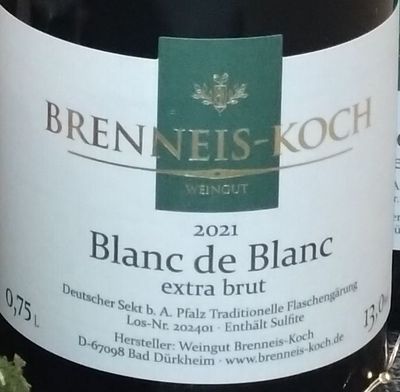 BRENNEIS-KOCH
WEINGUT
2021
Blanc de Blanc
extra brut
Deutscher Sekt b. A. Pfalz Traditionelle Flaschengärung
0,75 L
Los-Nr. 202401 · Enthält Sulfite
13,0
Hersteller: Weingut Brenneis-Koch
D-67098 Bad Dürkheim · www.brenneis-koch.de